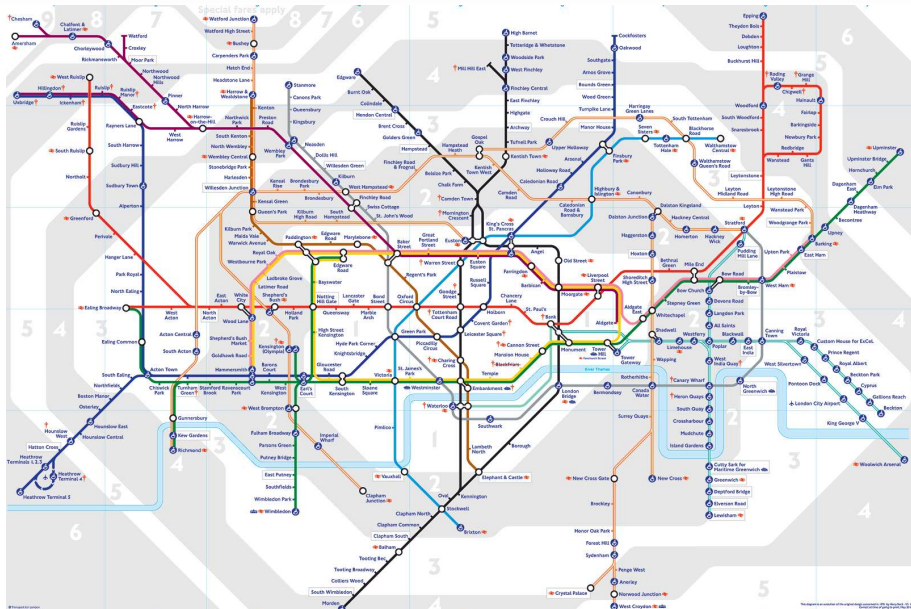 Special fares apply
Chesham
Chalfont &
Latimer
Amersham
Chorleywood
Rickmansworth
Watford
Croxley
Moor Park
Northwood
Northwood
Hills
Pinner
North Harrow
Harrow-
on-the-Hill
Northwick
Park
Preston
Road
Wembley
Park
West
Harrow
West Ruislip
Hillingdon
Uxbridge
Ickenham
Ruislip
Ruislip
Manor
Eastcote
Rayners Lane
Ruislip
Gardens
South Ruislip
Northolt
Greenford
Perivale
Hanger Lane
Park Royal
North Ealing
Ealing Broadway
Ealing Common
South Harrow
Sudbury Hill
Sudbury Town
Alperton
Watford Junction
Watford High Street
Bushey
Carpenders Park
Hatch End
Headstone Lane
Harrow &
Wealdstone
Kenton
South Kenton
North Wembley
Wembley Central
Stonebridge Park
Harlesden
Willesden Junction
Kensal Green
Queen's Park
Kilburn Park
Maida Vale
Warwick Avenue
Royal Oak
Westbourne Park
Ladbroke Grove
Latimer Road
Stanmore
Canons Park
Queensbury
Kingsbury
Neasden
Dollis Hill
Willesden Green
Kilburn
West Hampstead
Kensal
Rise
Brondesbury
Park
Brondesbury
Finchley Road
Swiss Cottage
St. John's Wood
Kilburn
High Road
South
Hampstead
Edgware
Burnt Oak
Colindale
Hendon Central
Brent Cross
Golders Green
Hampstead
Finchley Road
& Frognal
Belsize Park
Chalk Farm
Camden Town
Mornington
Crescent
Euston
Hampstead
Heath
Gospel
Oak
Kentish
Town West
Kentish Town
Camden
Road
High Barnet
Totteridge & Whetstone
Woodside Park
West Finchley
Mill Hill East
Finchley Central
East Finchley
Highgate
Archway
Tufnell Park
Upper Holloway
Crouch Hill
Harringay
Green Lanes
South Tottenham
Blackhorse
Road
Seven
Sisters
Tottenham
Hale
Walthamstow
Central
Walthamstow
Queen's Road
Cockfosters
Oakwood
Southgate
Arnos Grove
Bounds Green
Wood Green
Turnpike Lane
Manor House
Finsbury
Park
Arsenal
Holloway Road
Caledonian Road
Caledonian
Road &
Barnsbury
Highbury &
Islington
Canonbury
Dalston Kingsland
Dalston Junction
Hackney Central
Homerton
Hackney
Wick
Haggerston
Hoxton
Shoreditch
High Street
Epping
Theydon Bois
Debden
Loughton
Buckhurst Hill
Roding
Valley
Grange
Hill
Chigwell
Hainault
Fairlop
Barkingside
Newbury Park
Redbridge
Gants
Hill
Wanstead
Woodford
South Woodford
Snaresbrook
Leytonstone
Leytonstone
High Road
Leyton
Leyton
Midland Road
Wanstead Park
Woodgrange Park
Upminster
Upminster Bridge
Hornchurch
Elm Park
Dagenham
East
Dagenham
Heathway
Becontree
Upney
Barking
East Ham
Upton Park
Plaistow
West Ham
Stratford
Pudding
Mill Lane
Bow Road
Bow Church
Bromley-
by-Bow
Devons Road
Langdon Park
All Saints
Mile End
Bethnal
Green
Stepney Green
Whitechapel
Aldgate
East
Aldgate
Liverpool
Street
Moorgate
Old Street
Angel
King's Cross
St. Pancras
Farringdon
Barbican
St. Paul's
Bank
Chancery
Lane
Holborn
Russell
Square
Euston
Square
Warren Street
Great
Portland
Street
Baker
Street
Regent's Park
Marylebone
Edgware
Road
Paddington
Edgware
Road
Bayswater
Notting
Hill Gate
Queensway
Lancaster
Gate
Marble
Arch
Bond
Street
Oxford
Circus
Goodge
Street
Tottenham
Court Road
Covent Garden
Leicester Square
Piccadilly
Circus
Charing
Cross
Green Park
Hyde Park Corner
Knightsbridge
St. James's
Park
Victoria
Westminster
Embankment
Temple
Blackfriars
Mansion House
Cannon Street
Monument
Tower
Hill
Tower
Gateway
River Thames
East
Acton
White
City
Wood Lane
Shepherd's
Bush
Holland
Park
Shepherd's Bush
Market
Goldhawk Road
Hammersmith
Kensington
(Olympia)
High Street
Kensington
Barons
Court
Gloucester
Road
Earl's
Court
South
Kensington
Sloane
Square
West
Kensington
West
Acton
North
Acton
Acton Central
South Acton
Acton Town
Chiswick
Park
Turnham
Green
Stamford
Brook
Ravenscourt
Park
Gunnersbury
Kew Gardens
Richmond
South Ealing
Northfields
Boston Manor
Osterley
Hounslow East
Hounslow Central
Hounslow
West
Hatton Cross
Heathrow
Terminals 1, 2, 3
Heathrow
Terminal 4
Heathrow Terminal 5
West Brompton
Fulham Broadway
Parsons Green
Putney Bridge
East Putney
Southfields
Wimbledon Park
Wimbledon
Imperial
Wharf
Clapham
Junction
Pimlico
Vauxhall
Stockwell
Brixton
Oval
Kennington
Clapham North
Clapham Common
Clapham South
Balham
Tooting Bec
Tooting Broadway
Colliers Wood
South Wimbledon
Morden
Waterloo
Southwark
Lambeth
North
Elephant & Castle
Borough
London
Bridge
Bermondsey
Canada
Water
Rotherhithe
Wapping
Shadwell
Limehouse
Westferry
Poplar
Blackwall
East
India
Canning
Town
West
India Quay
Canary Wharf
Heron Quays
South Quay
Crossharbour
Mudchute
Island Gardens
Cutty Sark for
Maritime Greenwich
Greenwich
Deptford Bridge
Elverson Road
Lewisham
North
Greenwich
Royal
Victoria
Custom House for ExCeL
Prince Regent
Royal Albert
Beckton Park
Cyprus
Gallions Reach
Beckton
West Silvertown
Pontoon Dock
London City Airport
King George V
Woolwich Arsenal
Surrey Quays
New Cross Gate
New Cross
Brockley
Honor Oak Park
Forest Hill
Sydenham
Crystal Palace
Penge West
Anerley
Norwood Junction
West Croydon